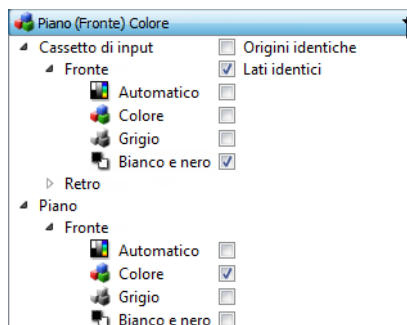 Piano (Fronte) Colore
Cassetto di input Origini identiche
Fronte Lati identici
Automatico
Colore
Grigio
Bianco e nero
Retro
Piano
Fronte
Automatico
Colore
Grigio
Bianco e nero